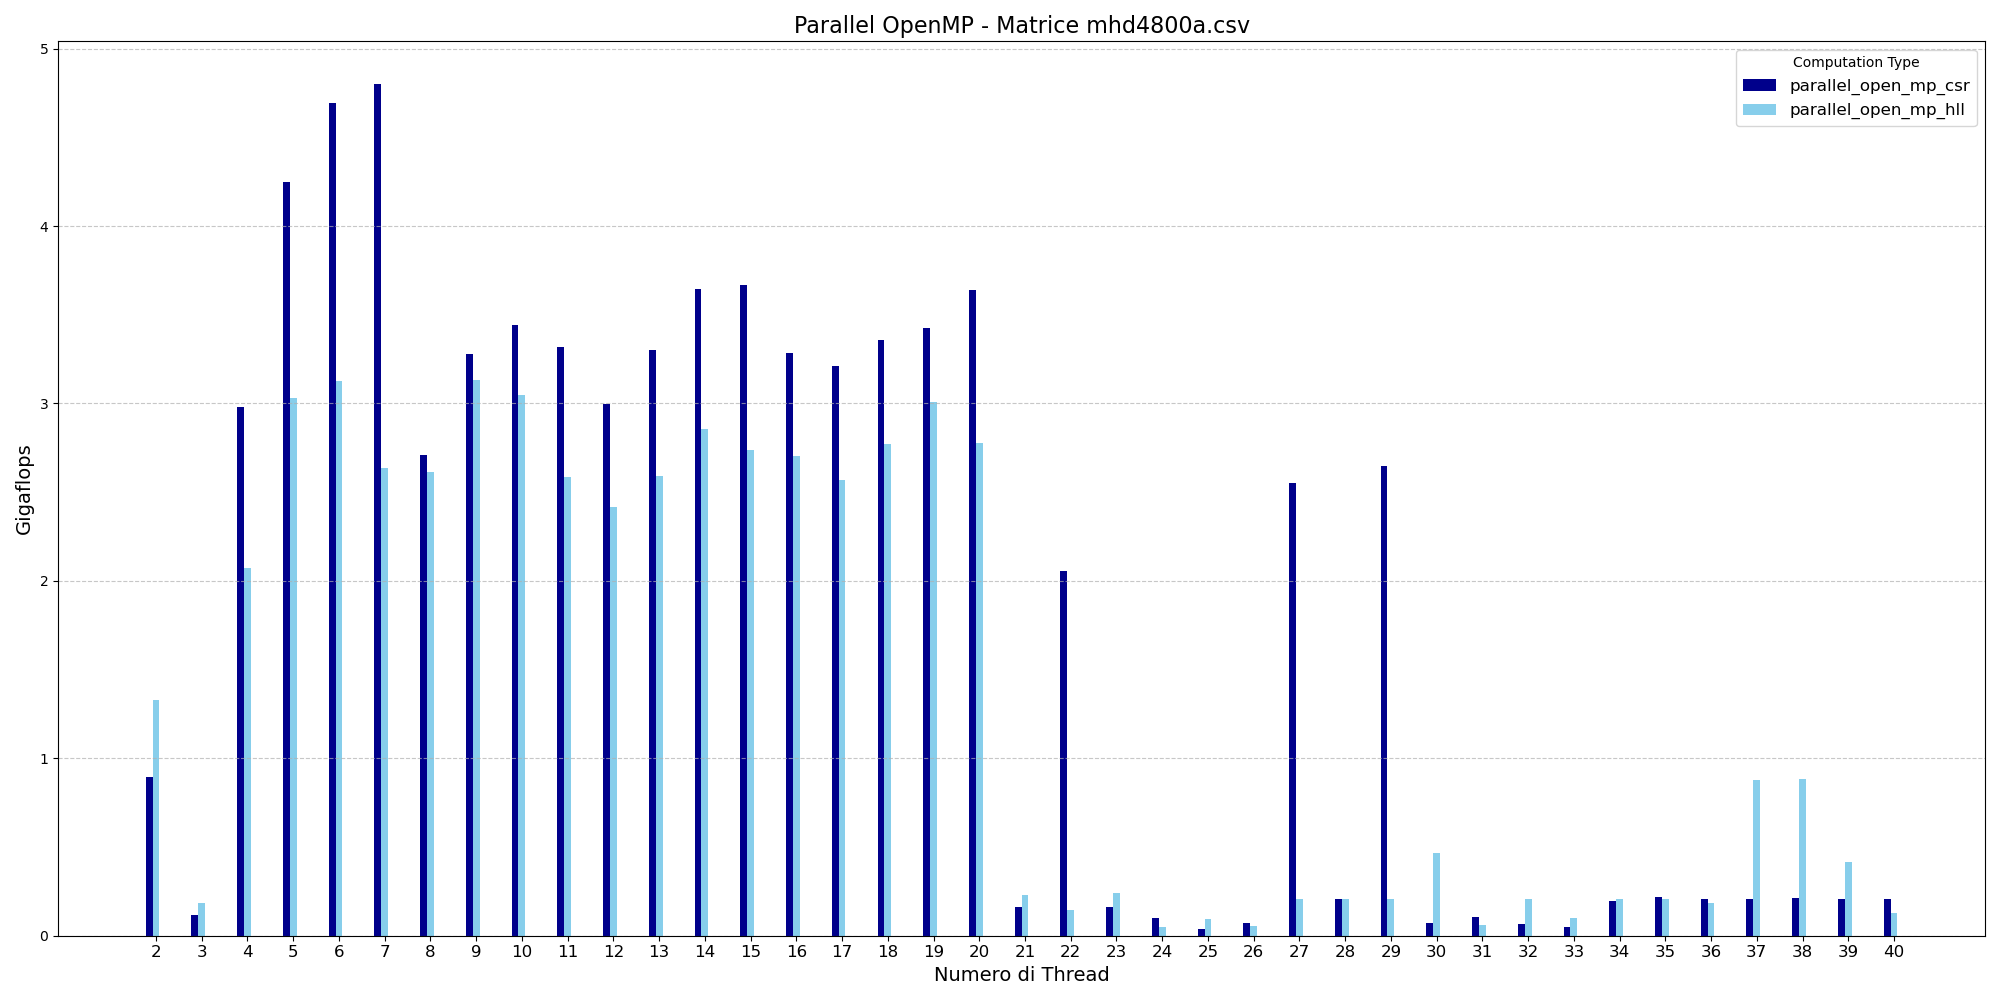 Parallel OpenMP - Matrice mhd4800a.csv
Computation Type
parallel_open_mp_csr
parallel_open_mp_hll
Gigaflops
5
4
3
2
1
0
2 3 4 5 6 7 8 9 10 11 12 13 14 15 16 17 18 19 20 21 22 23 24 25 26 27 28 29 30 31 32 33 34 35 36 37 38 39 40
Numero di Thread